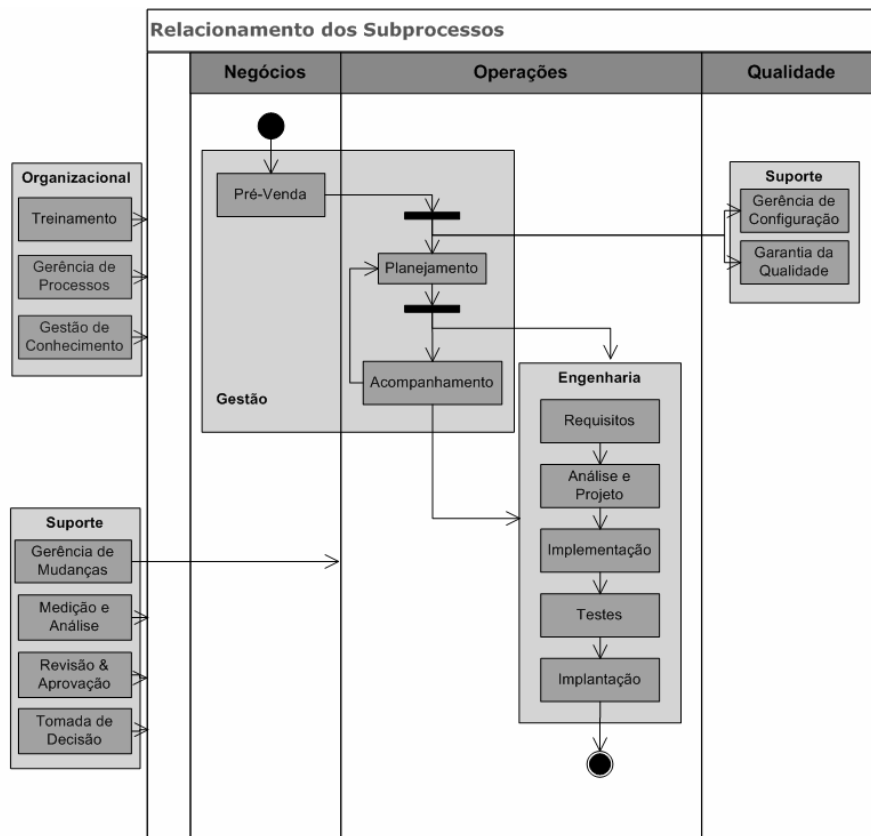 Relacionamento dos Subprocessos
Negócios
Operações
Qualidade
Organizacional
Treinamento
Gerência de
Processos
Gestão de
Conhecimento
Pré-Venda
Planejamento
Acompanhamento
Gestão
Suporte
Gerência de
Configuração
Garantia da
Qualidade
Engenharia
Requisitos
Análise e
Projeto
Implementação
Testes
Implantação
Suporte
Gerência de
Mudanças
Medição e
Análise
Revisão &
Aprovação
Tomada de
Decisão